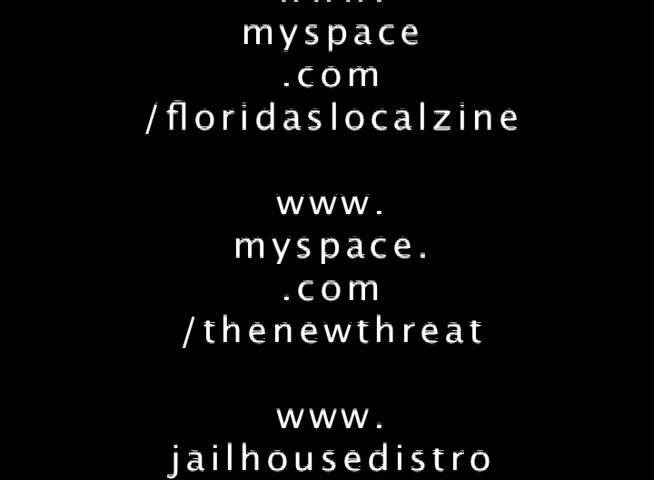 myspace
.com
/floridaslocalzine
www.
myspace.
.com
/thenewthreat
www.
jailhousedistro